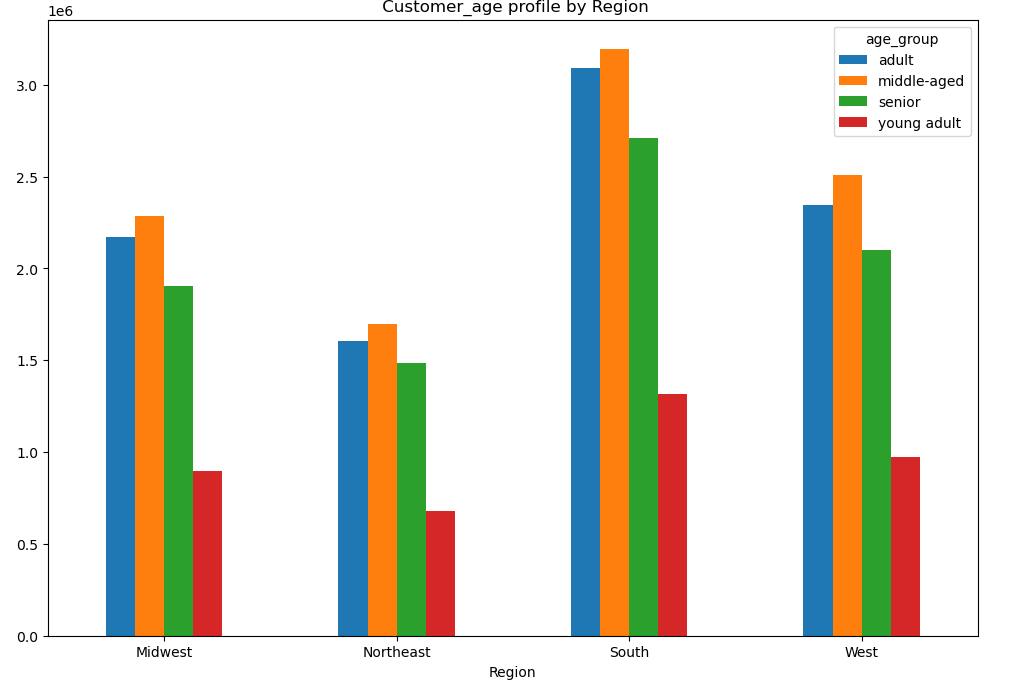 Customer_age profile by Region
1e6
age_group
adult
middle-aged
senior
young adult
3.0
2.5
2.0
1.5
1.0
0.5
0.0
Midwest Northeast South West
Region